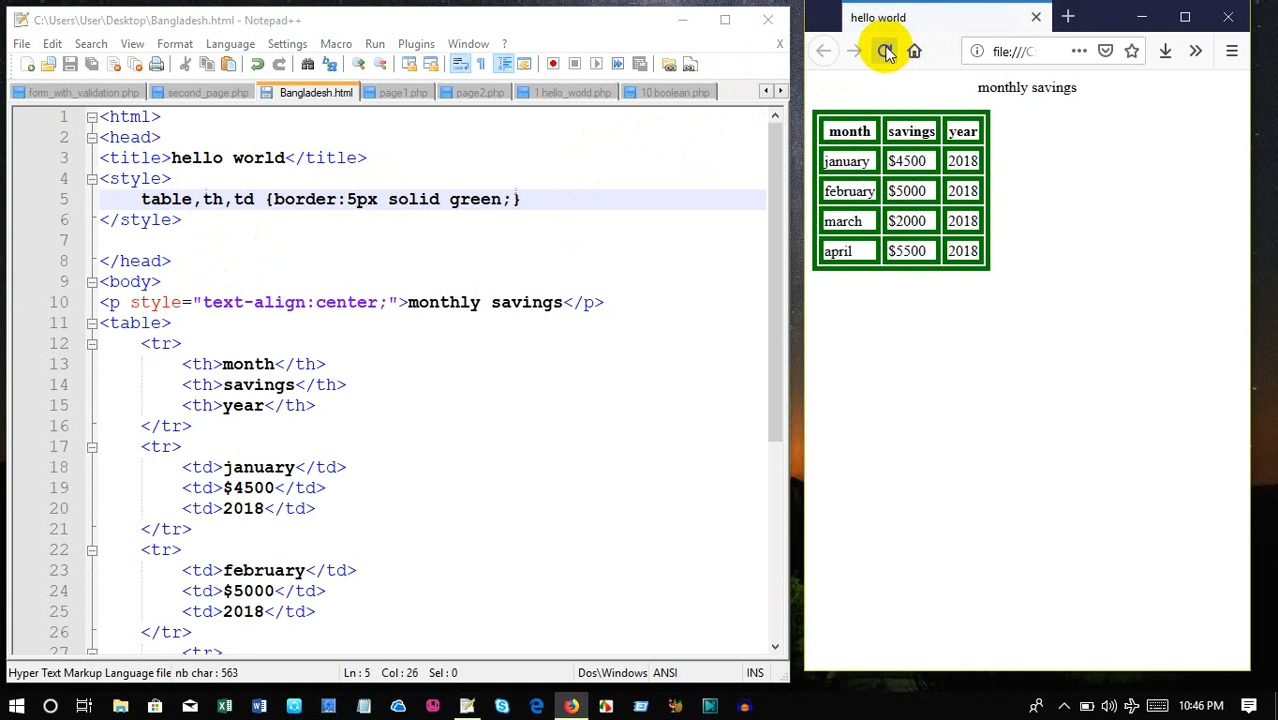 C:\Users\User\Desktop\Bangladesh.html - Notepad++
File Edit Search View Encoding Language Settings Macro Run Plugins Window ? X
form_with_validation.php second_page.php Bangladesh.html page1.php page2.php 1 hello_world.php 10 boolean.php
1 <html>
2 <head>
3 <title>hello world</title>
4 <style>
5 table,th,td {border:5px solid green;}
6 </style>
7
8 </head>
9 <body>
10 <p style="text-align:center;">monthly savings</p>
11 <table>
12 <tr>
13 <th>month</th>
14 <th>savings</th>
15 <th>year</th>
16 </tr>
17 <tr>
18 <td>january</td>
19 <td>$4500</td>
20 <td>2018</td>
21 </tr>
22 <tr>
23 <td>february</td>
24 <td>$5000</td>
25 <td>2018</td>
26 </tr>
27 <tr>
Hyper Text Markup Language file nb char : 563 Ln : 5 Col : 26 Sel : 0 Dos\Windows ANSI INS
hello world
file:///C:
monthly savings
month savings year
january $4500 2018
february $5000 2018
march $2000 2018
april $5500 2018
10:46 PM